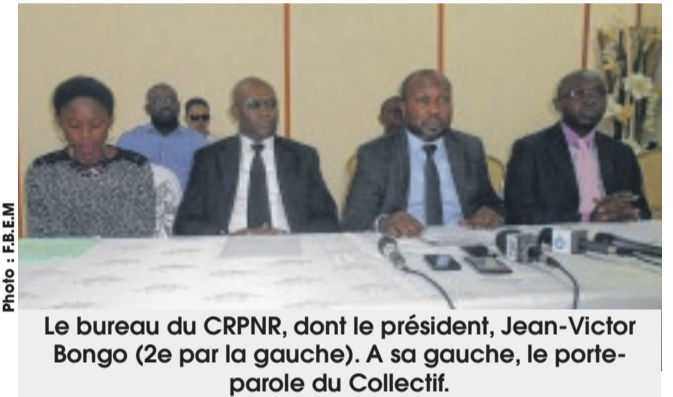 Photo : F.B.E.M
Le bureau du CRPNR, dont le président, Jean-Victor
Bongo (2e par la gauche). A sa gauche, le porte-
parole du Collectif.